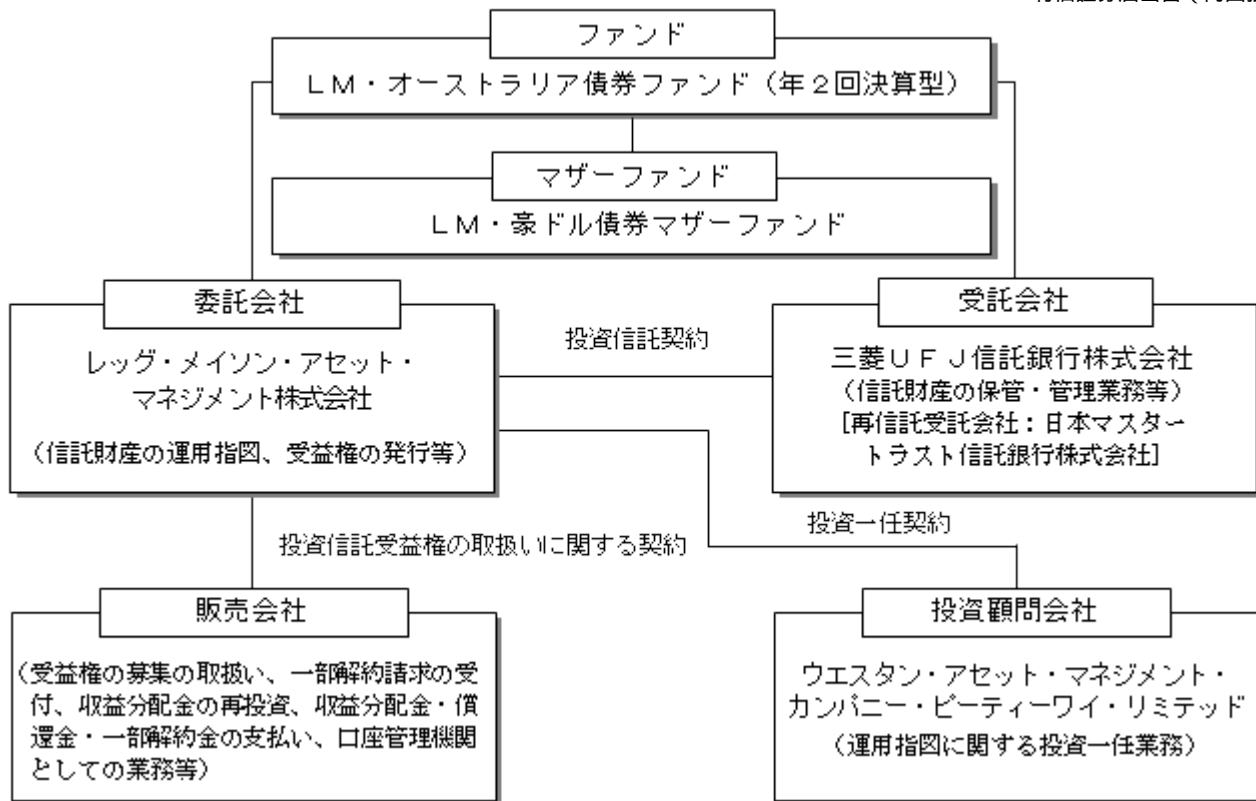 ファンド
LM・オーストラリア債券ファンド（年2回決算型）
マザーファンド
LM・豪ドル債券マザーファンド
委託会社
レッグ・メイソン・アセット・
マネジメント株式会社
（信託財産の運用指図、受益権の発行等）
投資信託契約
受託会社
三菱UFJ信託銀行株式会社
（信託財産の保管・管理業務等）
[再信託受託会社：日本マスター
トラスト信託銀行株式会社]
投資信託受益権の取扱いに関する契約
投資一任契約
販売会社
（受益権の募集の取扱い、一部解約請求の受
付、収益分配金の再投資、収益分配金・償
還金・一部解約金の支払い、口座管理機関
としての業務等）
投資顧問会社
ウエスタン・アセット・マネジメント・
カンパニー・ピーティーワイ・リミテッド
（運用指図に関する投資一任業務）